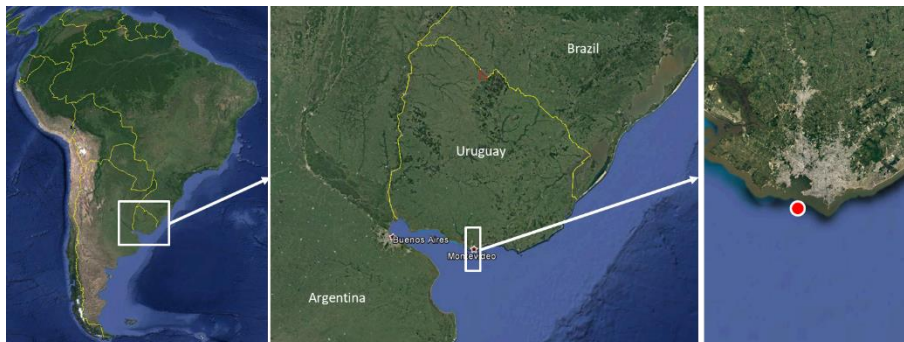 Brazil
Uruguay
Buenos Aires
Montevideo
Argentina